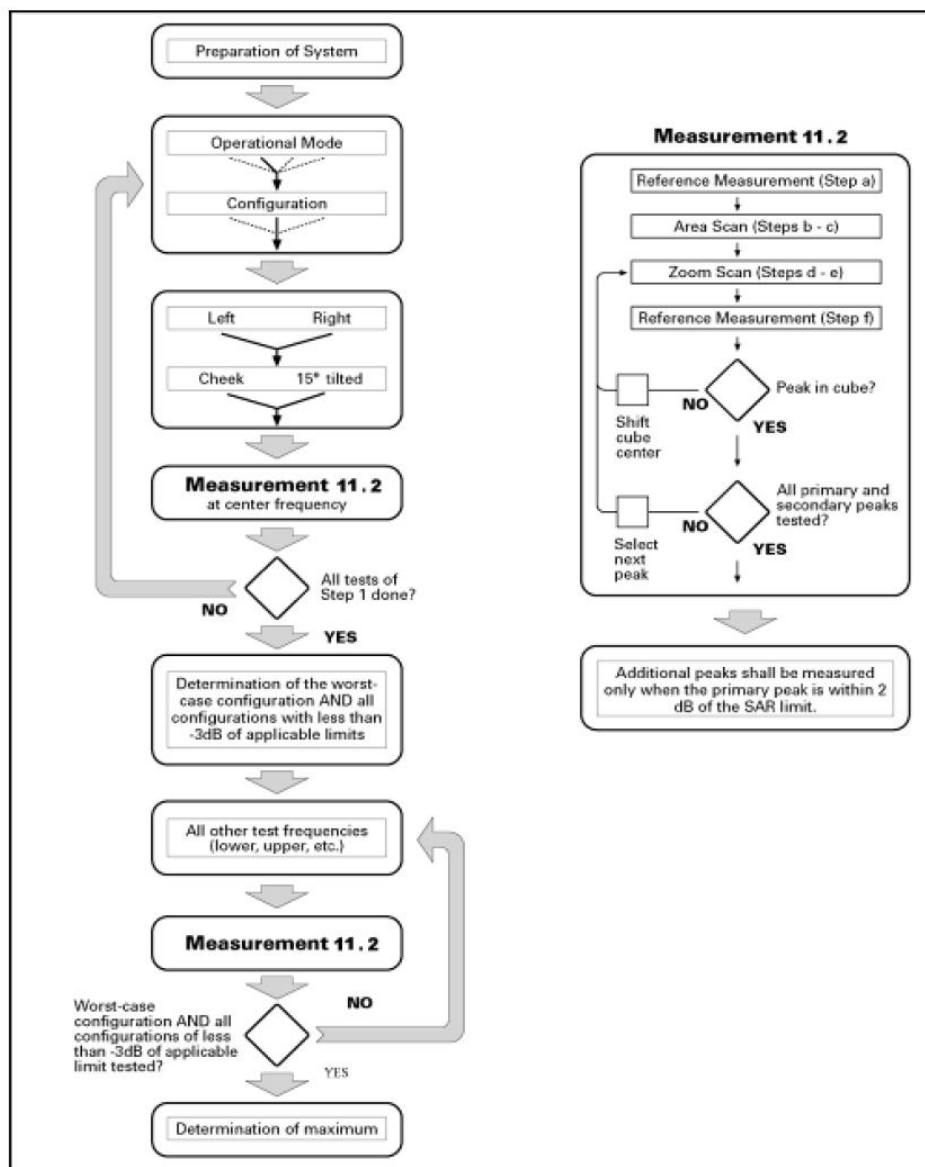 Preparation of System
Operational Mode
Configuration
Left Right
Cheek 15° tilted
Measurement 11.2
at center frequency
All tests of
Step 1 done?
NO
YES
Determination of the worst-
case configuration AND all
configurations with less than
-3dB of applicable limits
All other test frequencies
(lower, upper, etc.)
Measurement 11.2
NO
Worst-case
configuration AND all
configurations of less
than -3dB of applicable
limit tested?
YES
Determination of maximum
Measurement 11.2
Reference Measurement (Step a)
Area Scan (Steps b - c)
Zoom Scan (Steps d - e)
Reference Measurement (Step f)
Peak in cube?
NO
YES
Shift
cube
center
All primary and
secondary peaks
tested?
NO
YES
Select
next
peak
Additional peaks shall be measured
only when the primary peak is within 2
dB of the SAR limit.